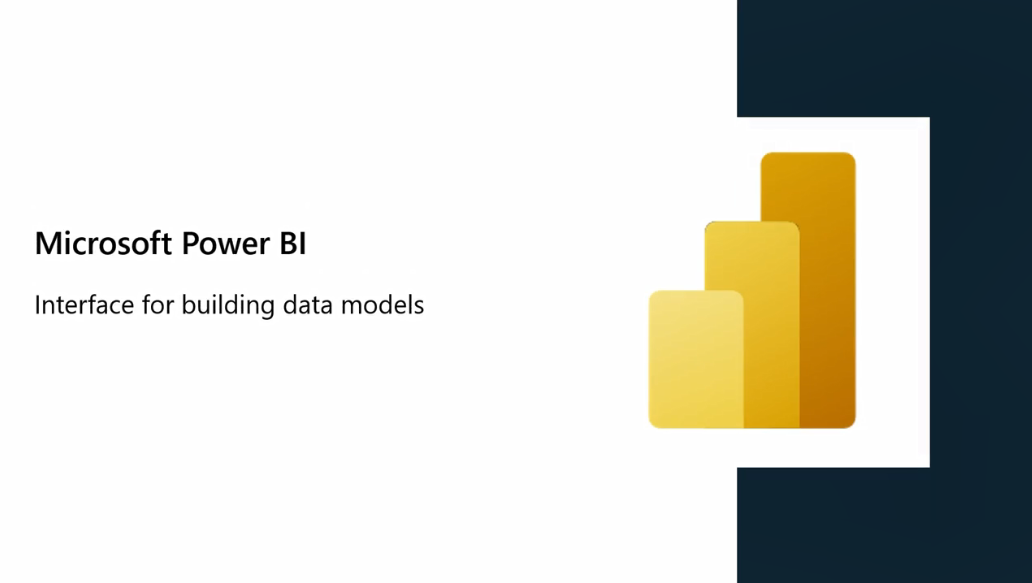 Microsoft Power BI
Interface for building data models